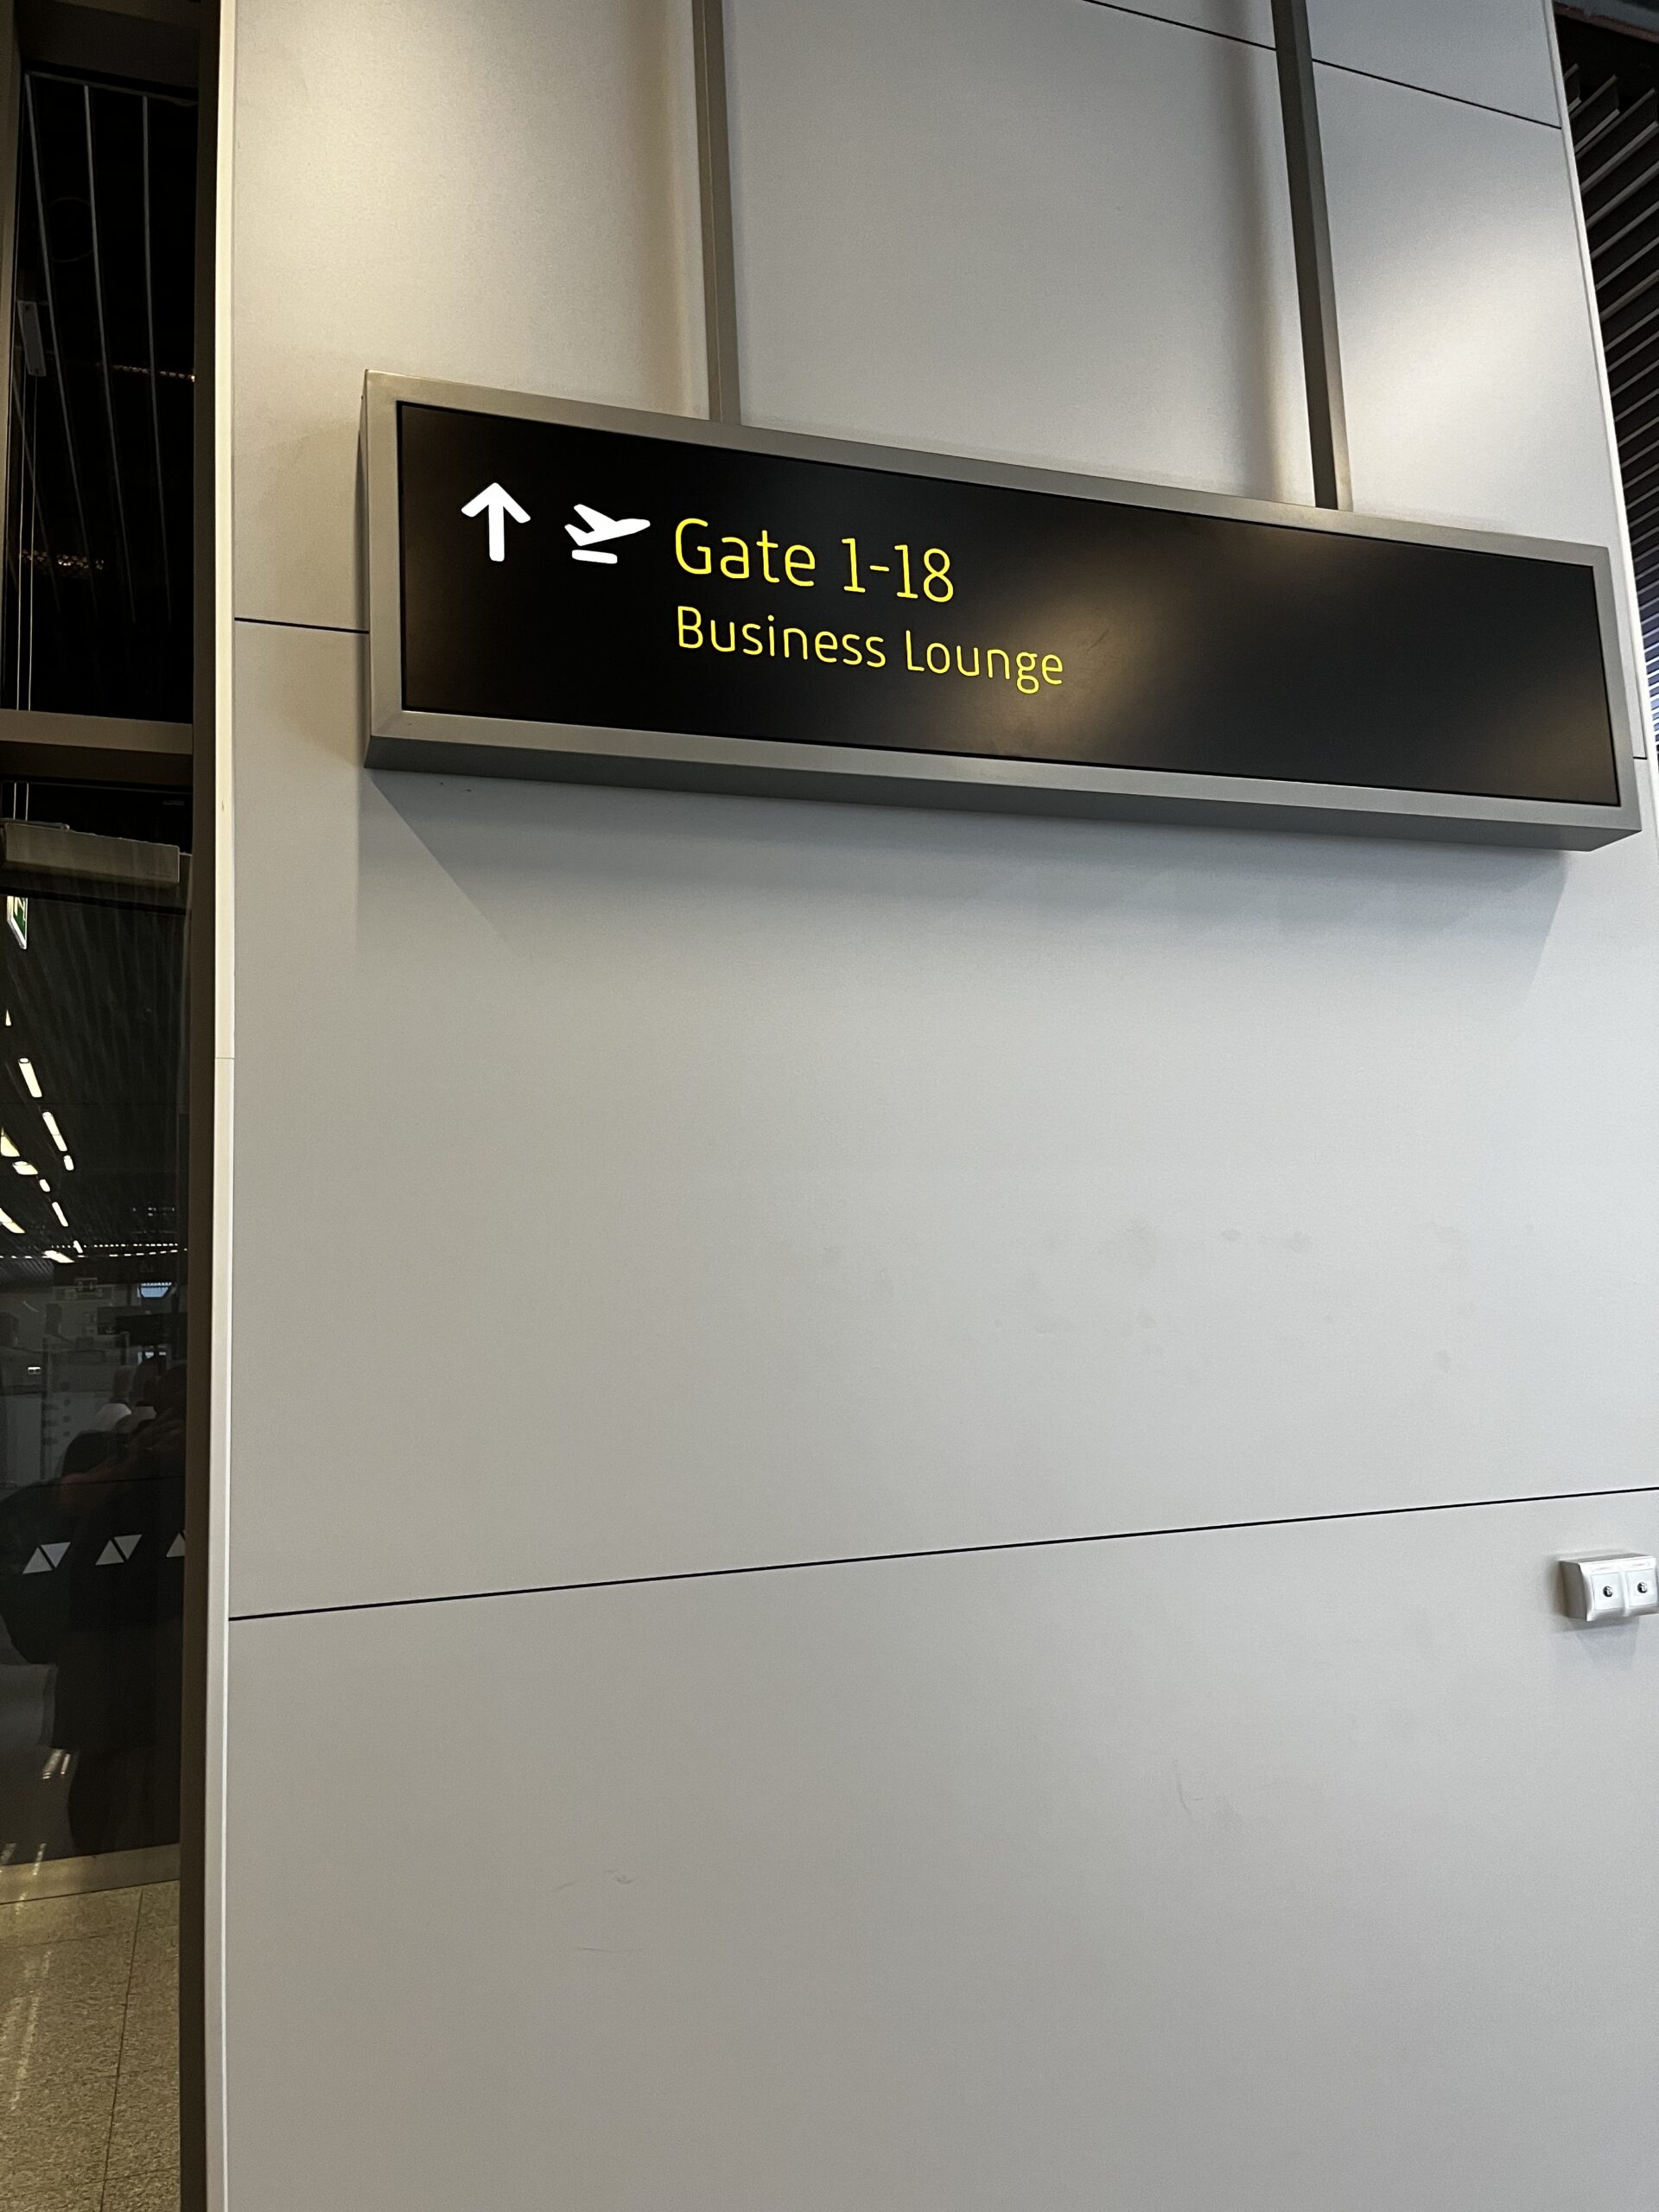 Gate 1-18
Business Lounge